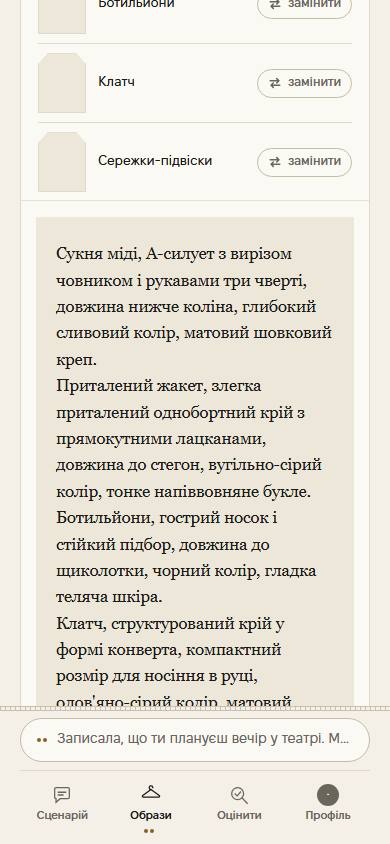 Ботильйони
замінити
Клатч
замінити
Сережки-підвіски
замінити
Сукня міді, А-силует з вирізом
човником і рукавами три чверті,
довжина нижче коліна, глибокий
сливовий колір, матовий шовковий
креп.
Приталений жакет, злегка
приталений однобортний крій з
прямокутними лацканами,
довжина до стегон, вугільно-сірий
колір, тонке напіввовняне букле.
Ботильйони, гострий носок і
стійкий підбор, довжина до
щиколотки, чорний колір, гладка
теляча шкіра.
Клатч, структурований крій у
формі конверта, компактний
розмір для носіння в руці,
олов'яно-сірий колір, матовий
Записала, що ти плануєш вечір у театрі. М...
Сценарій
Образи
Оцінити
Профіль